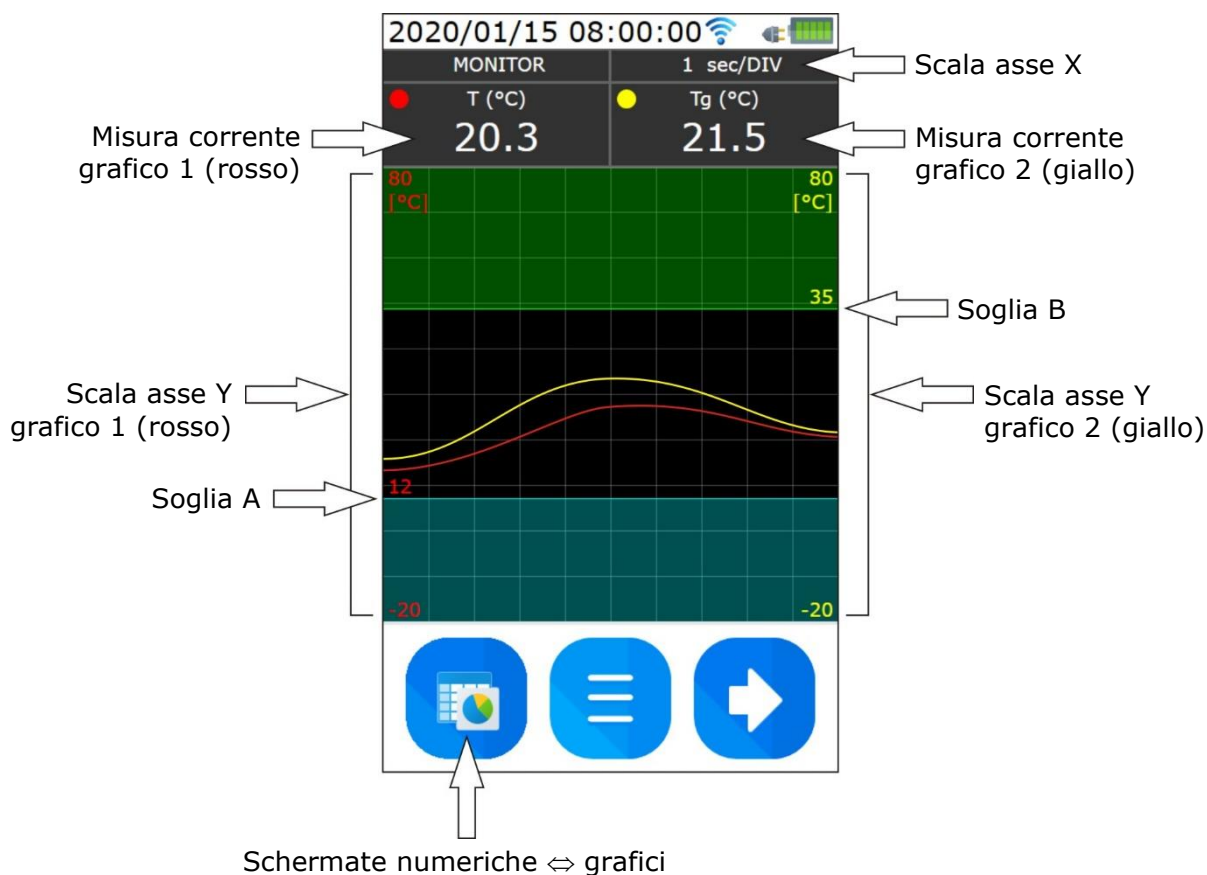 2020/01/15 08:00:00
MONITOR
1 sec/DIV
Scala asse X
T (°C)
Tg (°C)
20.3
21.5
Misura corrente
grafico 1 (rosso)
Misura corrente
grafico 2 (giallo)
80
[°C]
80
[°C]
35
Soglia B
Scala asse Y
grafico 1 (rosso)
Scala asse Y
grafico 2 (giallo)
12
Soglia A
-20
-20
Schermate numeriche ⇔ grafici